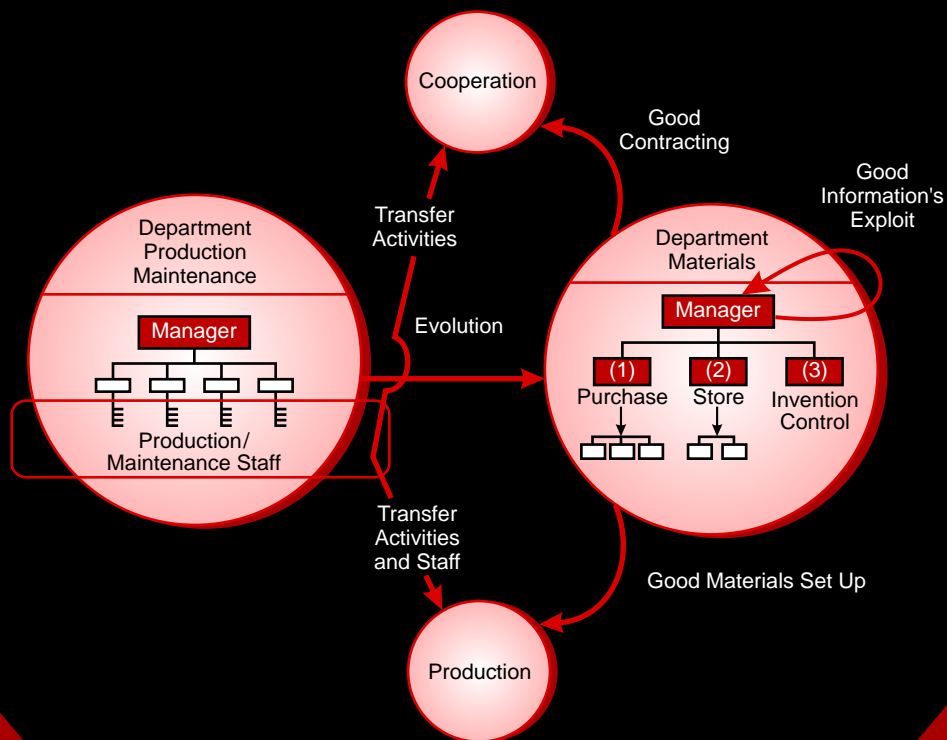 Cooperation
Good
Contracting
Good
Information's
Exploit
Transfer
Activities
Department
Production
Maintenance
Department
Materials
Manager
Evolution
Manager
(1)
(2)
(3)
Purchase
Store
Invention
Control
Production/
Maintenance Staff
Transfer
Activities
and Staff
Good Materials Set Up
Production